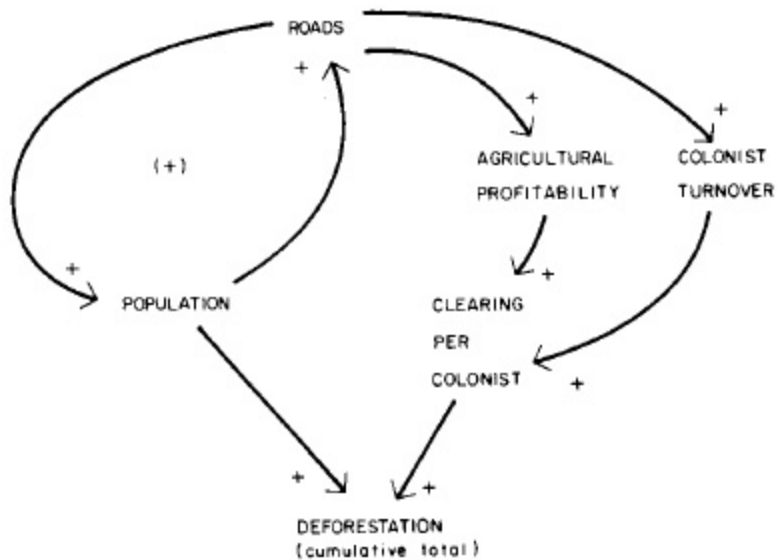 ROADS
+
+
+
AGRICULTURAL
PROFITABILITY
COLONIST
TURNOVER
(+)
+
POPULATION
+
CLEARING
PER
COLONIST
+
+
+
DEFORESTATION
(cumulative total)